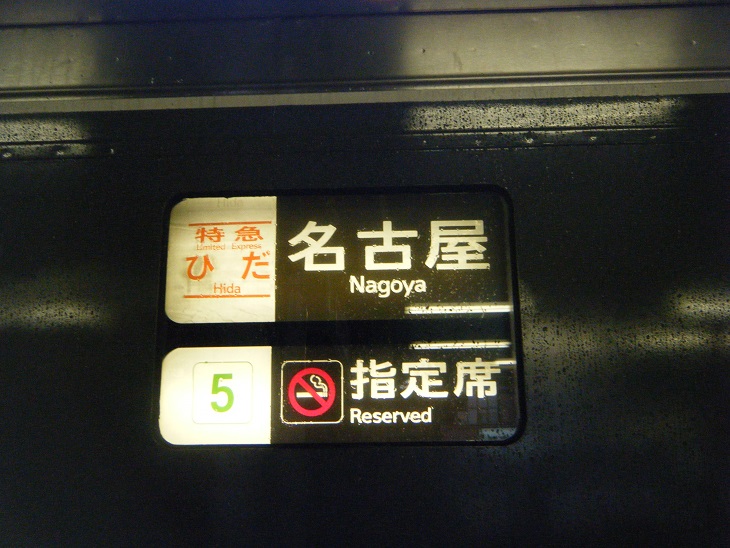 特急
Limited Express
ひだ
Hida
名古屋
Nagoya
5
指定席
Reserved